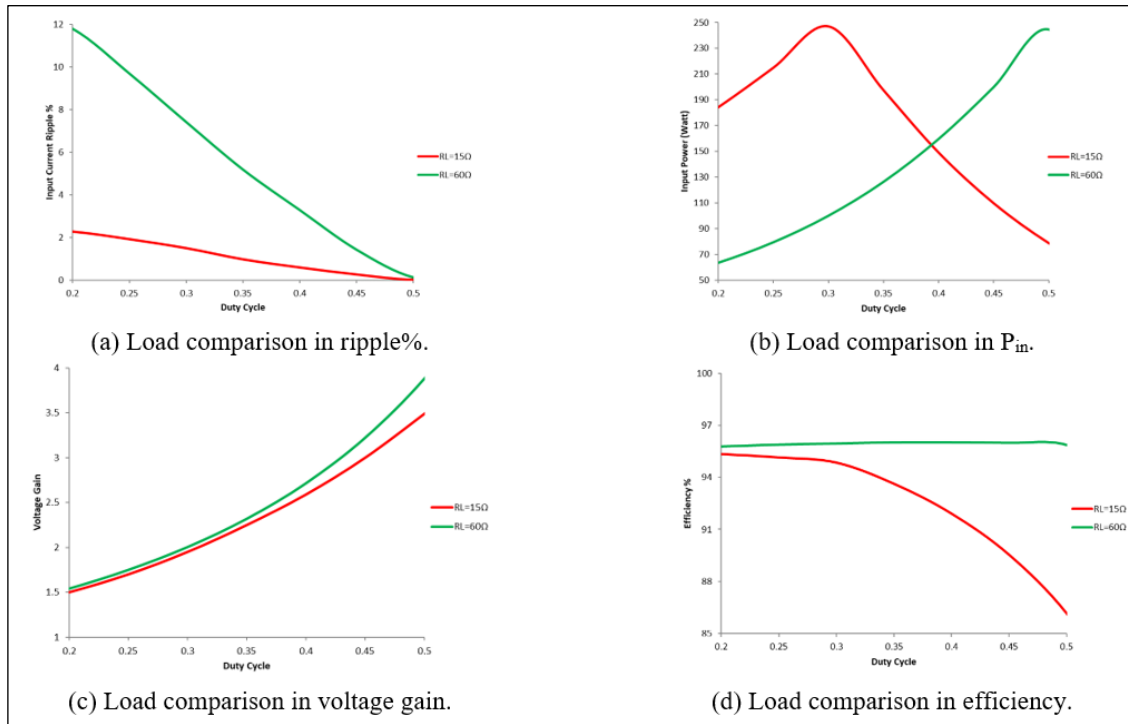 12
10
8
6
4
2
0
Input Current Ripple %
0.2 0.25 0.3 0.35 0.4 0.45 0.5
Duty Cycle
RL=15Ω
RL=60Ω
(a) Load comparison in ripple%.
250
230
210
190
170
150
130
110
90
70
50
Input Power (Watt)
0.2 0.25 0.3 0.35 0.4 0.45 0.5
Duty Cycle
RL=15Ω
RL=60Ω
(b) Load comparison in Pin.
4
3.5
3
2.5
2
1.5
1
Voltage Gain
0.2 0.25 0.3 0.35 0.4 0.45 0.5
Duty Cycle
RL=15Ω
RL=60Ω
(c) Load comparison in voltage gain.
100
97
94
91
88
85
Efficiency %
0.2 0.25 0.3 0.35 0.4 0.45 0.5
Duty Cycle
RL=15Ω
RL=60Ω
(d) Load comparison in efficiency.